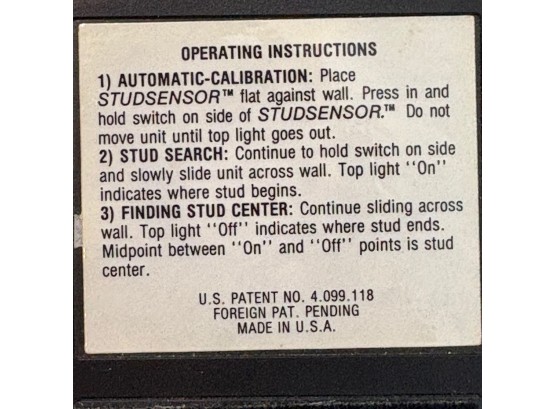 OPERATING INSTRUCTIONS
1) AUTOMATIC-CALIBRATION: Place
STUDSENSOR™ flat against wall. Press in and
hold switch on side of STUDSENSOR.™ Do not
move unit until top light goes out.
2) STUD SEARCH: Continue to hold switch on side
and slowly slide unit across wall. Top light ''On''
indicates where stud begins.
3) FINDING STUD CENTER: Continue sliding across
wall. Top light ''Off'' indicates where stud ends.
Midpoint between ''On'' and ''Off'' points is stud
center.
U.S. PATENT NO. 4.099.118
FOREIGN PAT. PENDING
MADE IN U.S.A.